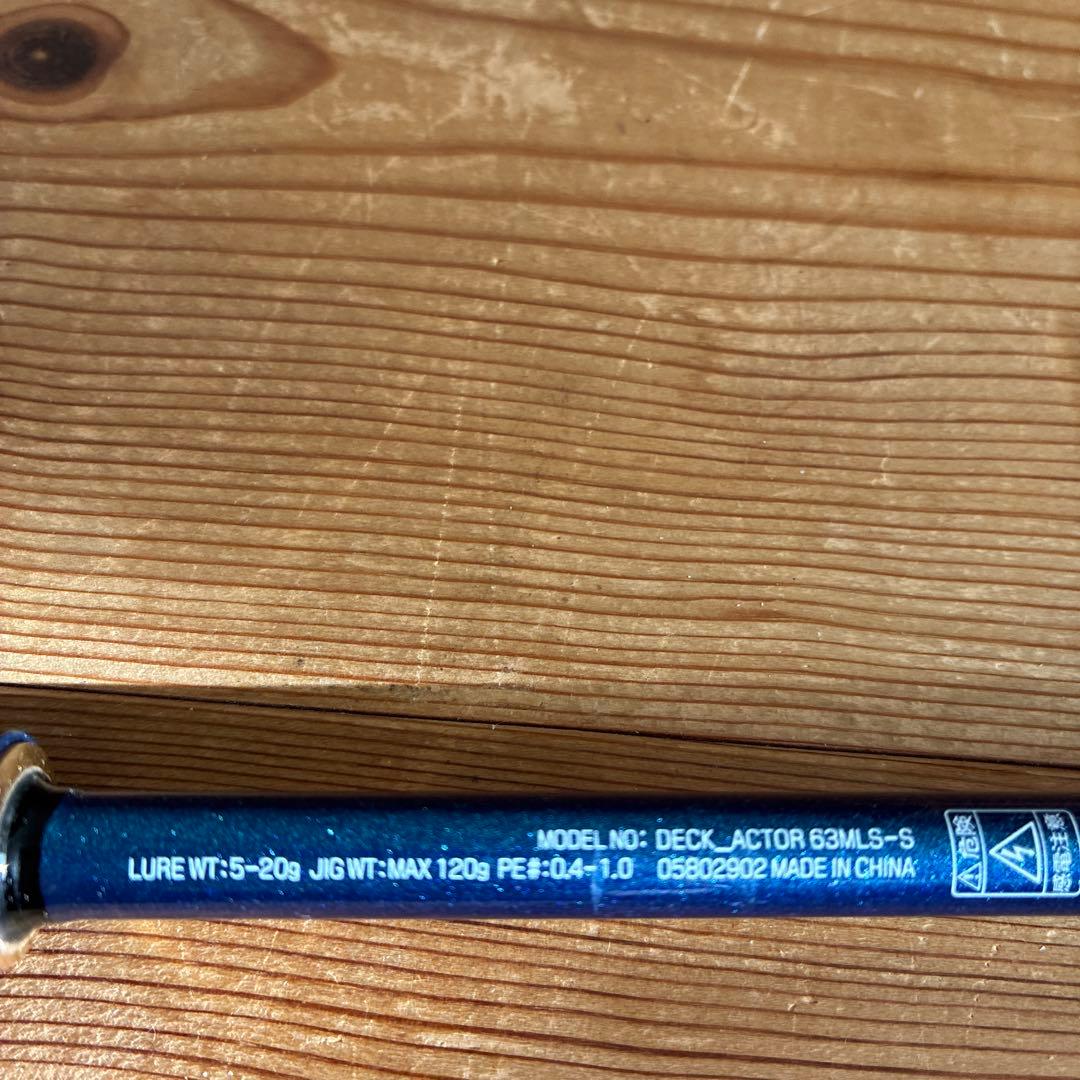 MODEL NO: DECK_ACTOR 63MLS-S
LURE WT:5-20g JIG WT:MAX 120g PE#:0.4-1.0 05802902 MADE IN CHINA
危険
感電注意